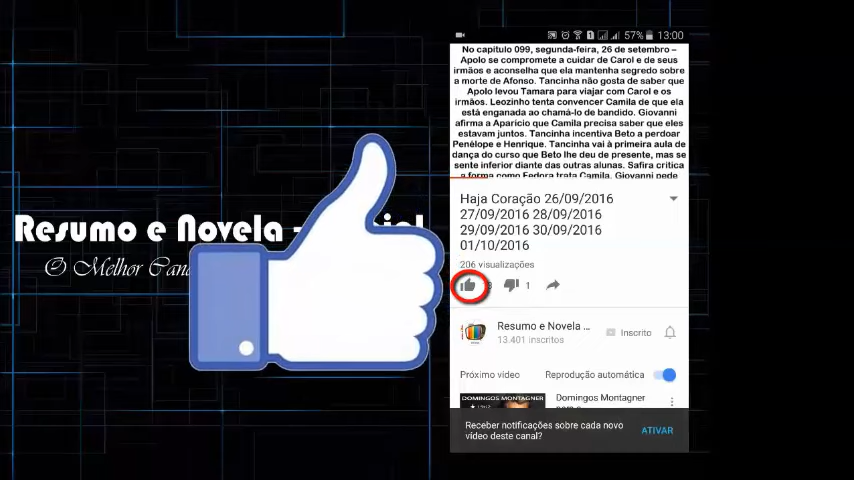 Resumo e Novela -
O Melhor
57% 13:00
No capítulo 099, segunda-feira, 26 de setembro –
Apolo se compromete a cuidar de Carol e de seus
irmãos e aconselha que ela mantenha segredo sobre
a morte de Afonso. Tancinha não gosta de saber que
Apolo levou Tamara para viajar com Carol e os
irmãos. Leozinho tenta convencer Camila de que ela
está enganada ao chamá-lo de bandido. Giovanni
afirma a Aparício que Camila precisa saber que eles
estavam juntos. Tancinha incentiva Beto a perdoar
Penélope e Henrique. Tancinha vai à primeira aula de
dança do curso que Beto lhe deu de presente, mas se
sente inferior diante das outras alunas. Safira critica
a forma como Fedora trata Camila. Giovanni pede
Haja Coração 26/09/2016
27/09/2016 28/09/2016
29/09/2016 30/09/2016
01/10/2016
206 visualizações
1
Resumo e Novela ...
Inscrito
13.401 inscritos
Próximo vídeo
Reprodução automática
DOMINGOS MONTAGNER
Domingos Montagner
Receber notificações sobre cada novo
vídeo deste canal?
ATIVAR